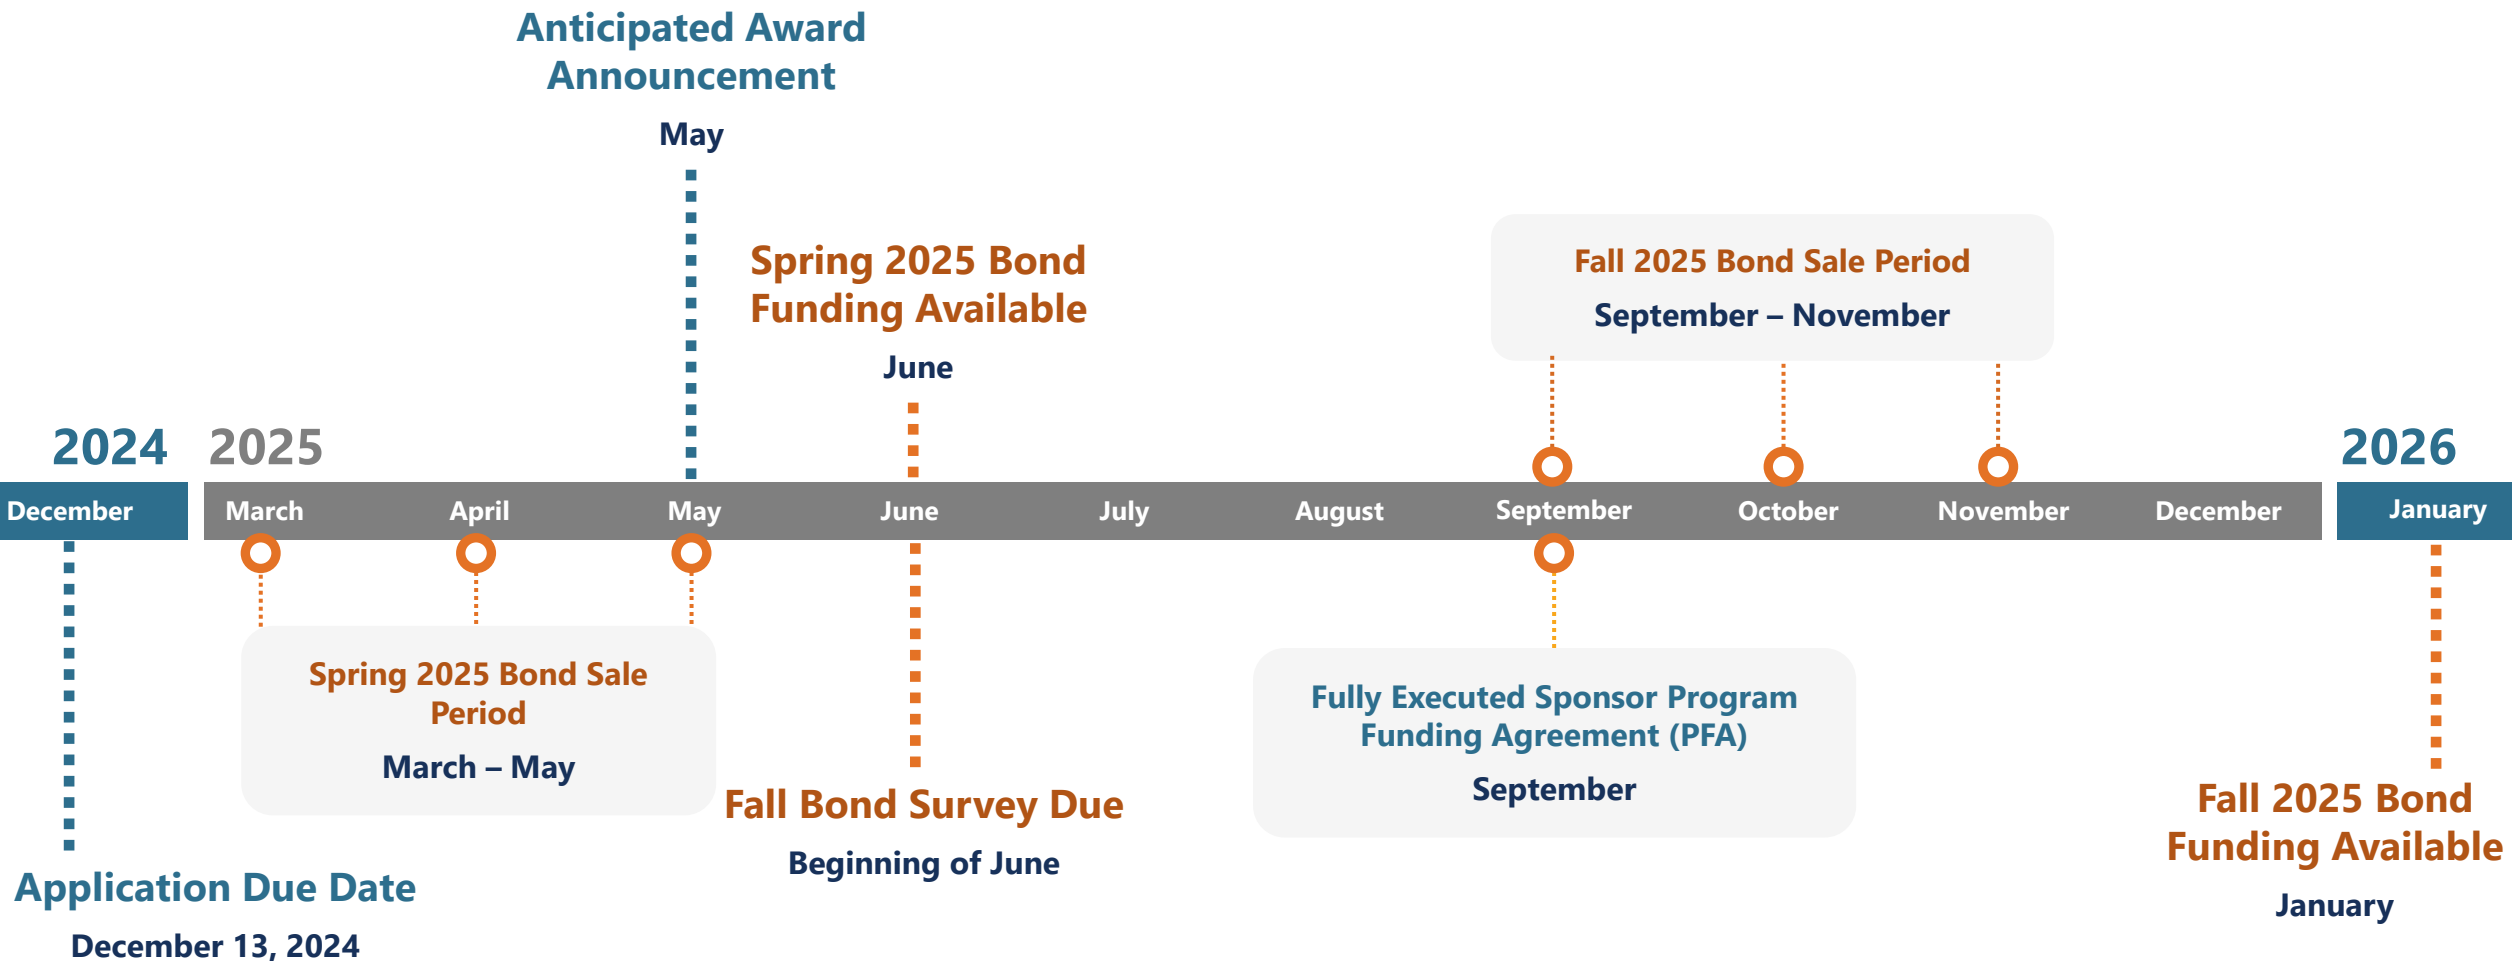 Anticipated Award
Announcement
May
Spring 2025 Bond
Funding Available
June
Fall 2025 Bond Sale Period
September – November
2024
2025
2026
December
March
April
May
June
July
August
September
October
November
December
January
Spring 2025 Bond Sale
Period
March – May
Fully Executed Sponsor Program
Funding Agreement (PFA)
September
Fall Bond Survey Due
Beginning of June
Fall 2025 Bond
Funding Available
January
Application Due Date
December 13, 2024